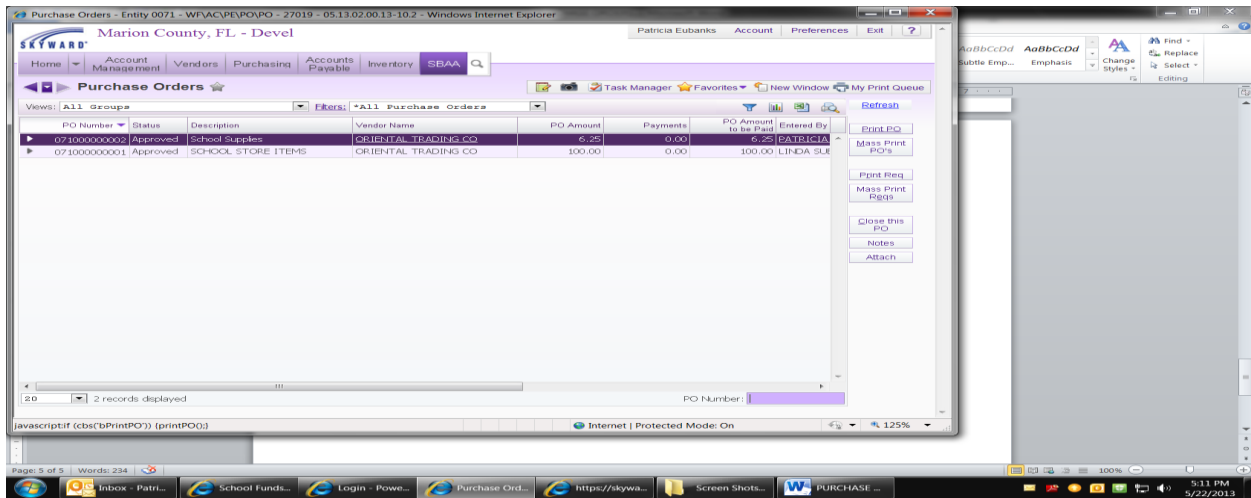 Purchase Orders - Entity 0071 - WF\AC\PE\PO\PO - 27019 - 05.13.02.00.13-10.2 - Windows Internet Explorer
SKYWARD
Marion County, FL - Devel
Patricia Eubanks Account Preferences Exit ?
Home Account Management Vendors Purchasing Accounts Payable Inventory SBAA
Purchase Orders
Task Manager Favorites New Window My Print Queue
Views: All Groups Filters: *All Purchase Orders
Refresh
PO Number Status Description Vendor Name PO Amount Payments PO Amount to be Paid Entered By
071000000002 Approved School Supplies ORIENTAL TRADING CO 6.25 0.00 6.25 PATRICIA
071000000001 Approved SCHOOL STORE ITEMS ORIENTAL TRADING CO 100.00 0.00 100.00 LINDA SUE
Print PO
Mass Print PO's
Print Req
Mass Print Reqs
Close this PO
Notes
Attach
20 2 records displayed PO Number:
javascript:if (cbs('bPrintPO')) {printPO();} Internet | Protected Mode: On 125%
AaBbCcDd AaBbCcDd
Subtle Emp... Emphasis
Change Styles
Find
Replace
Select
Editing
7
Page: 5 of 5 Words: 234 100%
Inbox - Patri... School Funds... Login - Powe... Purchase Ord... https://skywa... Screen Shots... PURCHASE ...
5:11 PM
5/22/2013